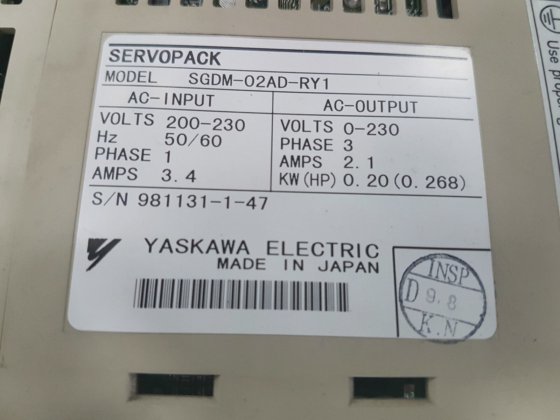 SERVOPACK
MODEL SGDM-02AD-RY1
AC-INPUT
VOLTS 200-230
Hz 50/60
PHASE 1
AMPS 3.4
AC-OUTPUT
VOLTS 0-230
PHASE 3
AMPS 2.1
KW(HP) 0.20(0.268)
S/N 981131-1-47
YASKAWA ELECTRIC
MADE IN JAPAN
INSP
D 9.8
K.N
Use prop